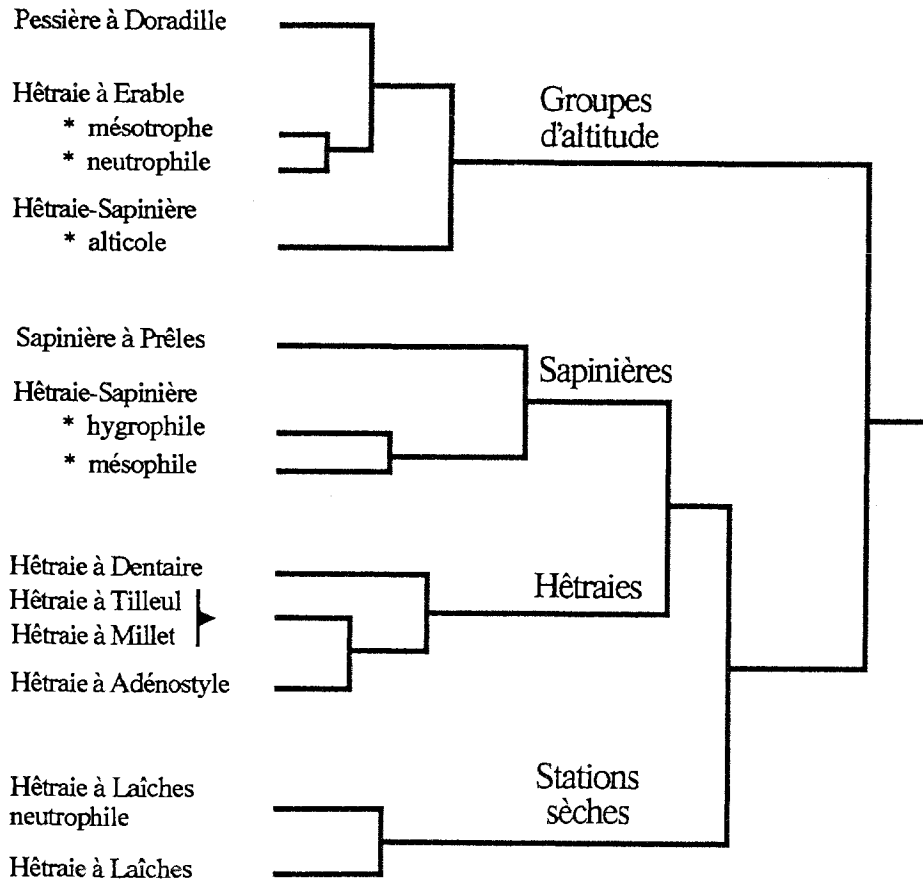 Pessière à Doradille
Hêtraie à Erable
* mésotrophe
* neutrophile
Hêtraie-Sapinière
* alticole
Groupes
d'altitude
Sapinière à Prêles
Hêtraie-Sapinière
* hygrophile
* mésophile
Sapinières
Hêtraie à Dentaire
Hêtraie à Tilleul
Hêtraie à Millet
Hêtraie à Adénostyle
Hêtraies
Hêtraie à Laîches
neutrophile
Hêtraie à Laîches
Stations
sèches